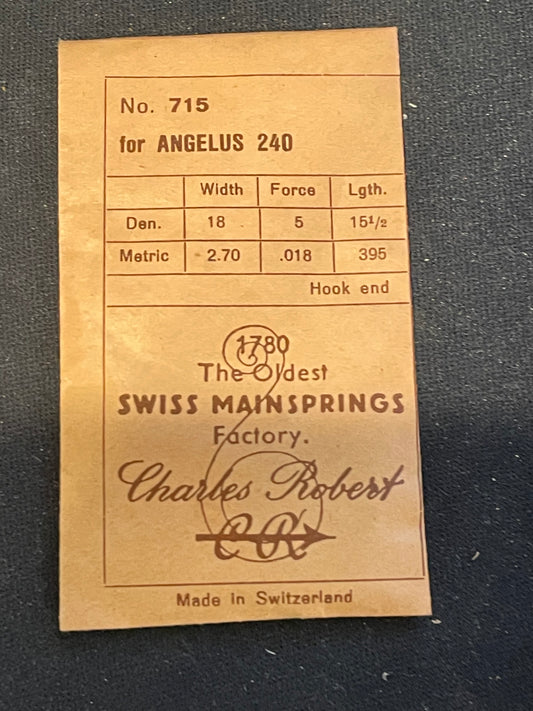 No. 715
for ANGELUS 240
Width Force Lgth.
Den. 18 5 15½
Metric 2.70 .018 395
Hook end
1780
The Oldest
SWISS MAINSPRINGS
Factory.
Charles Robert
CR
Made in Switzerland